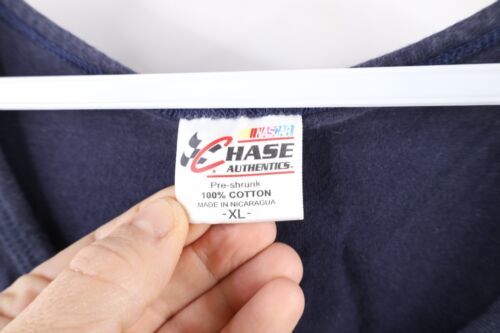 NASCAR
CHASE
AUTHENTICS.
Pre-shrunk
100% COTTON
MADE IN NICARAGUA
-XL-